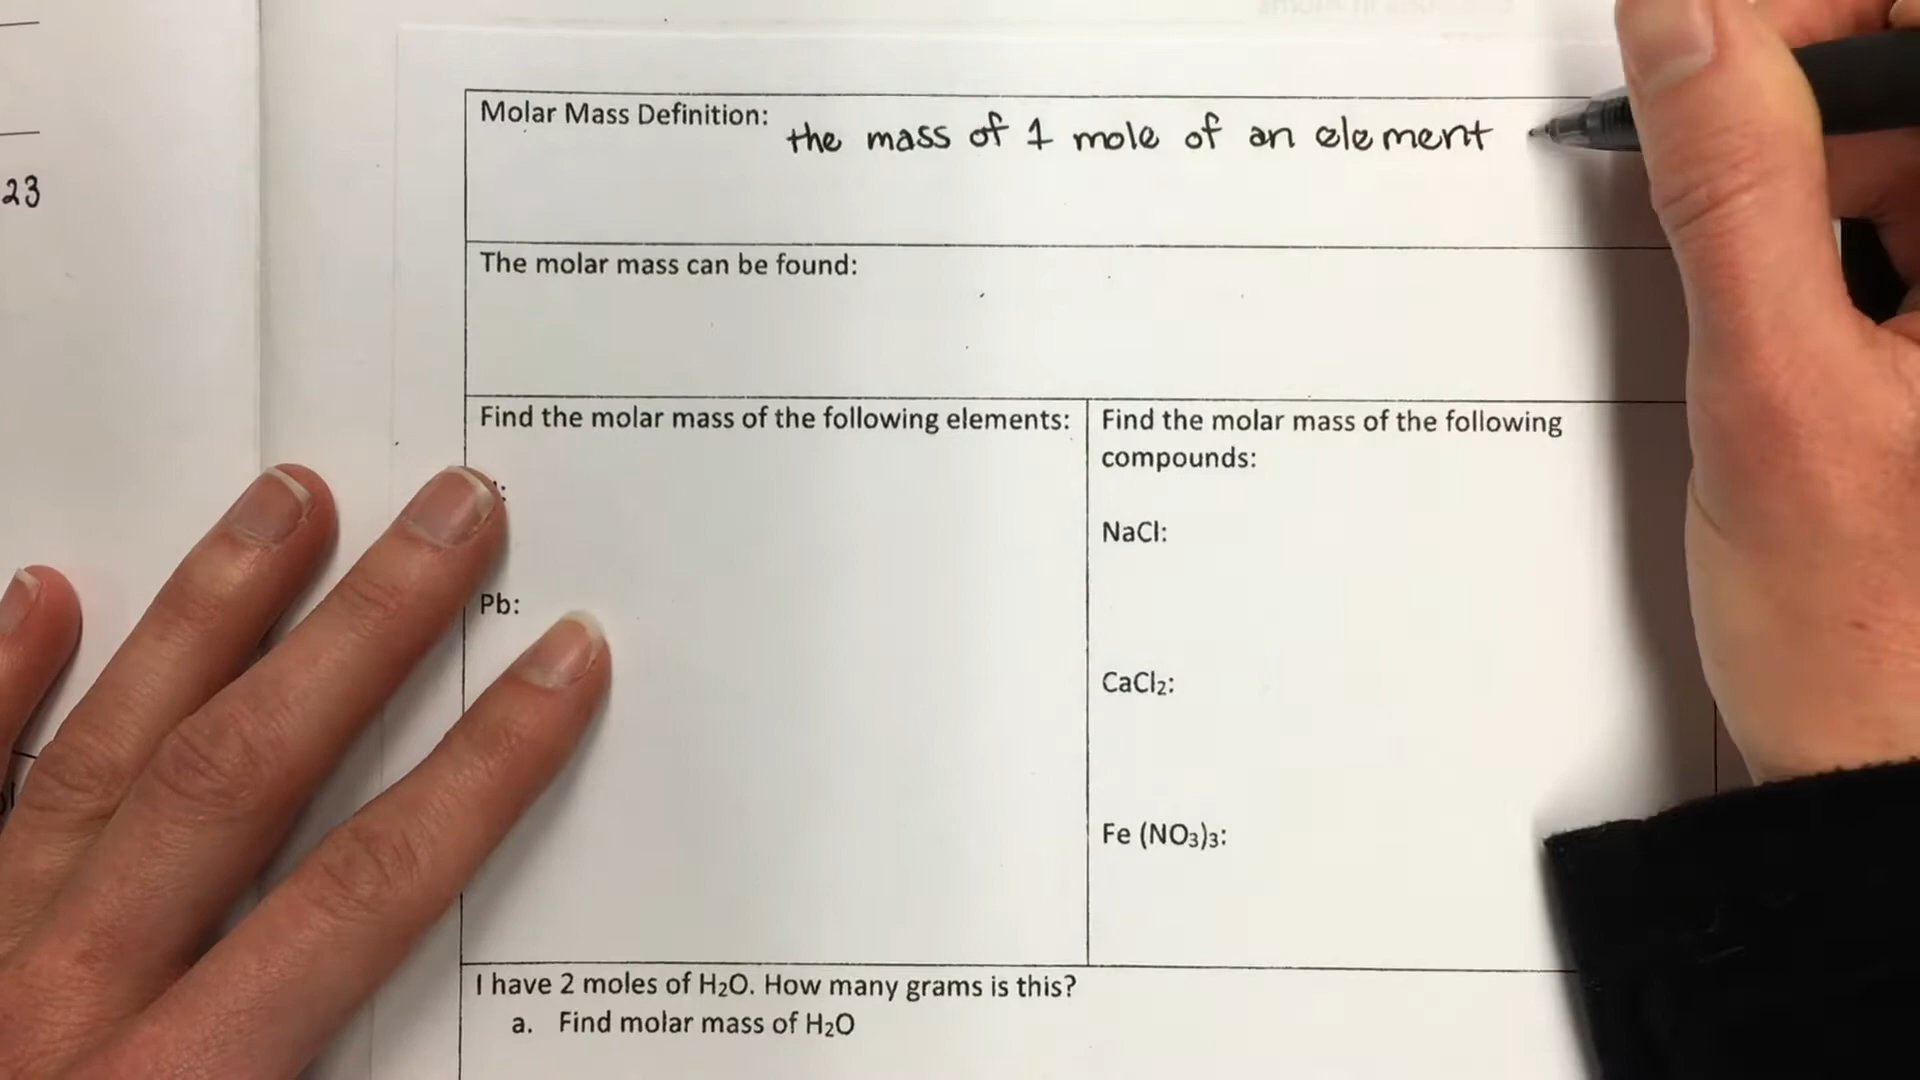 23
Molar Mass Definition: the mass of 1 mole of an element
The molar mass can be found:
Find the molar mass of the following elements:
Pb:
Find the molar mass of the following
compounds:
NaCl:
CaCl₂:
Fe (NO₃)₃:
I have 2 moles of H₂O. How many grams is this?
a. Find molar mass of H₂O